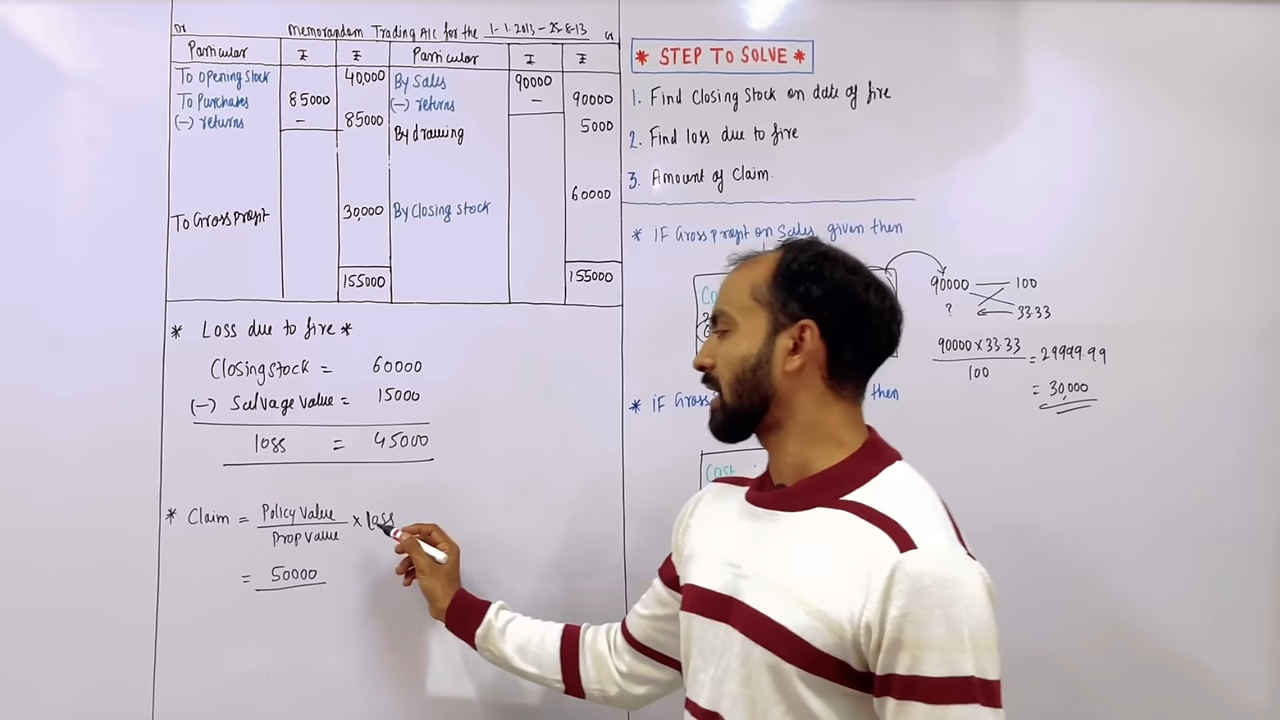 Dr Memorandom Trading A/c for the 1-1.2013-25-8-13 Cr
Particular ₹ ₹ Particular ₹ ₹
To Opening Stock 40,000 By Sales 90000
To Purchases 85000 (-) returns - 90000
(-) returns - 85000 By drawing 5000
To Gross profit 30,000 By Closing Stock 60000
155000 155000
* Loss due to fire *
Closing stock = 60000
(-) Salvage value = 15000
loss = 45000
* Claim = Policy Value × Loss
Prop value
= 50000
* STEP TO SOLVE *
1. Find Closing Stock on date of fire
2. Find loss due to fire
3. Amount of Claim.
* IF Gross profit on Sales given then
Co
90000 100
? 33.33
90000 × 33.33 = 29999.99
100
= 30,000
* IF Gross then
Cost